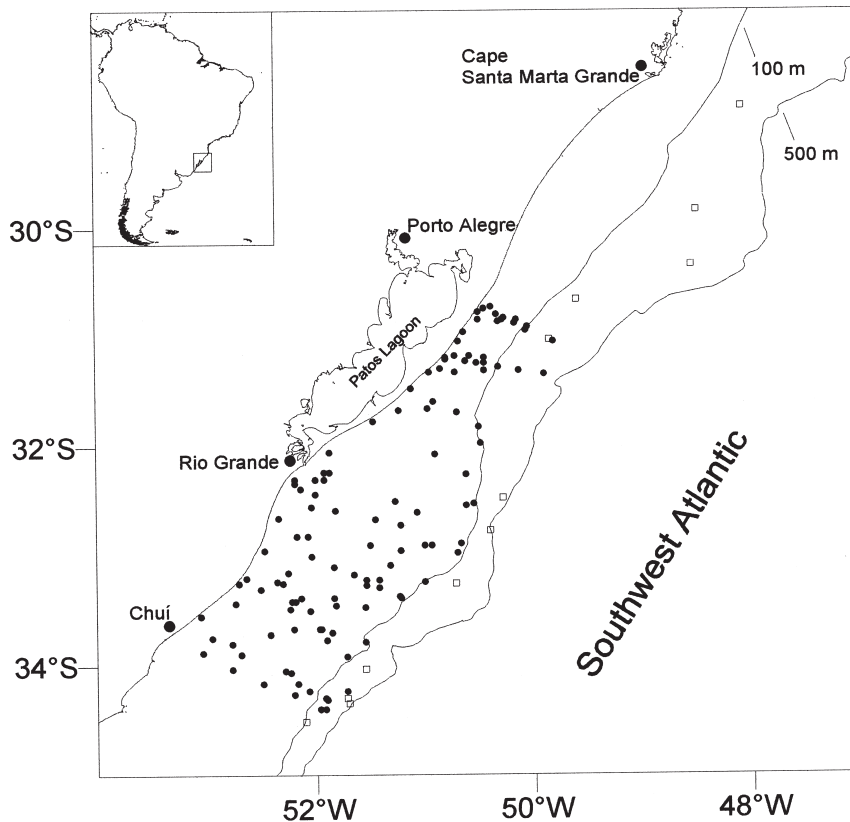 Cape
Santa Marta Grande
100 m
500 m
30°S
Porto Alegre
Patos Lagoon
32°S
Rio Grande
Southwest Atlantic
Chuí
34°S
52°W
50°W
48°W